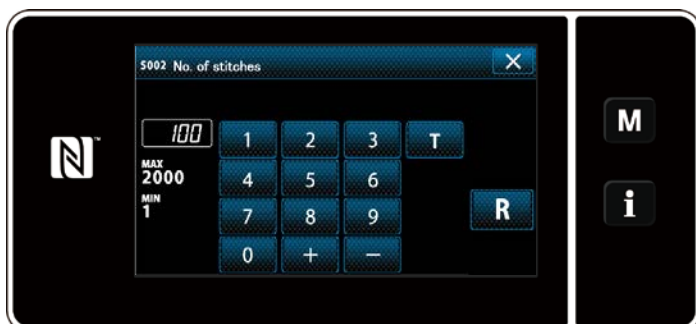 S002 No. of stitches
100
1 2 3 T
MAX
2000
4 5 6
MIN
1
7 8 9 R
0 + −
M
i
N